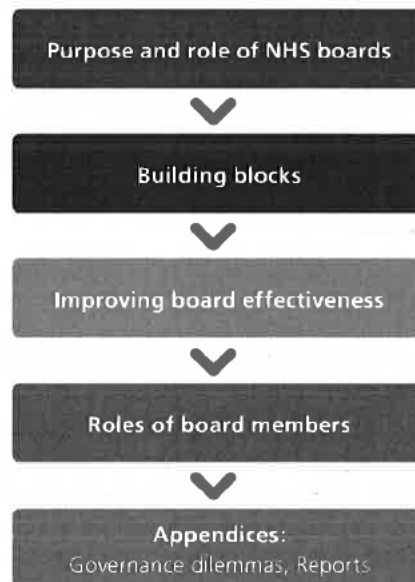 Purpose and role of NHS boards
Building blocks
Improving board effectiveness
Roles of board members
Appendices:
Governance dilemmas, Reports